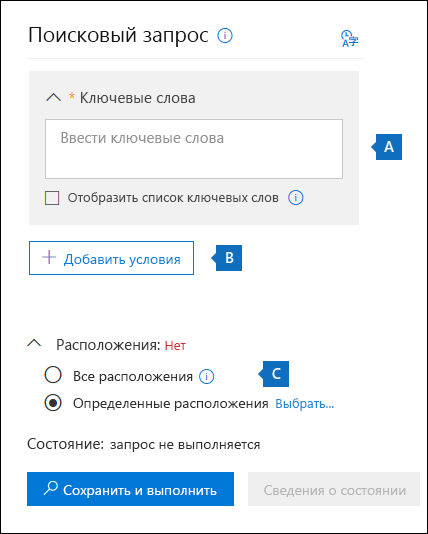 Поисковый запрос
* Ключевые слова
Ввести ключевые слова
A
Отобразить список ключевых слов
+ Добавить условия
B
Расположения: Нет
Все расположения
C
Определенные расположения Выбрать...
Состояние: запрос не выполняется
Сохранить и выполнить
Сведения о состоянии